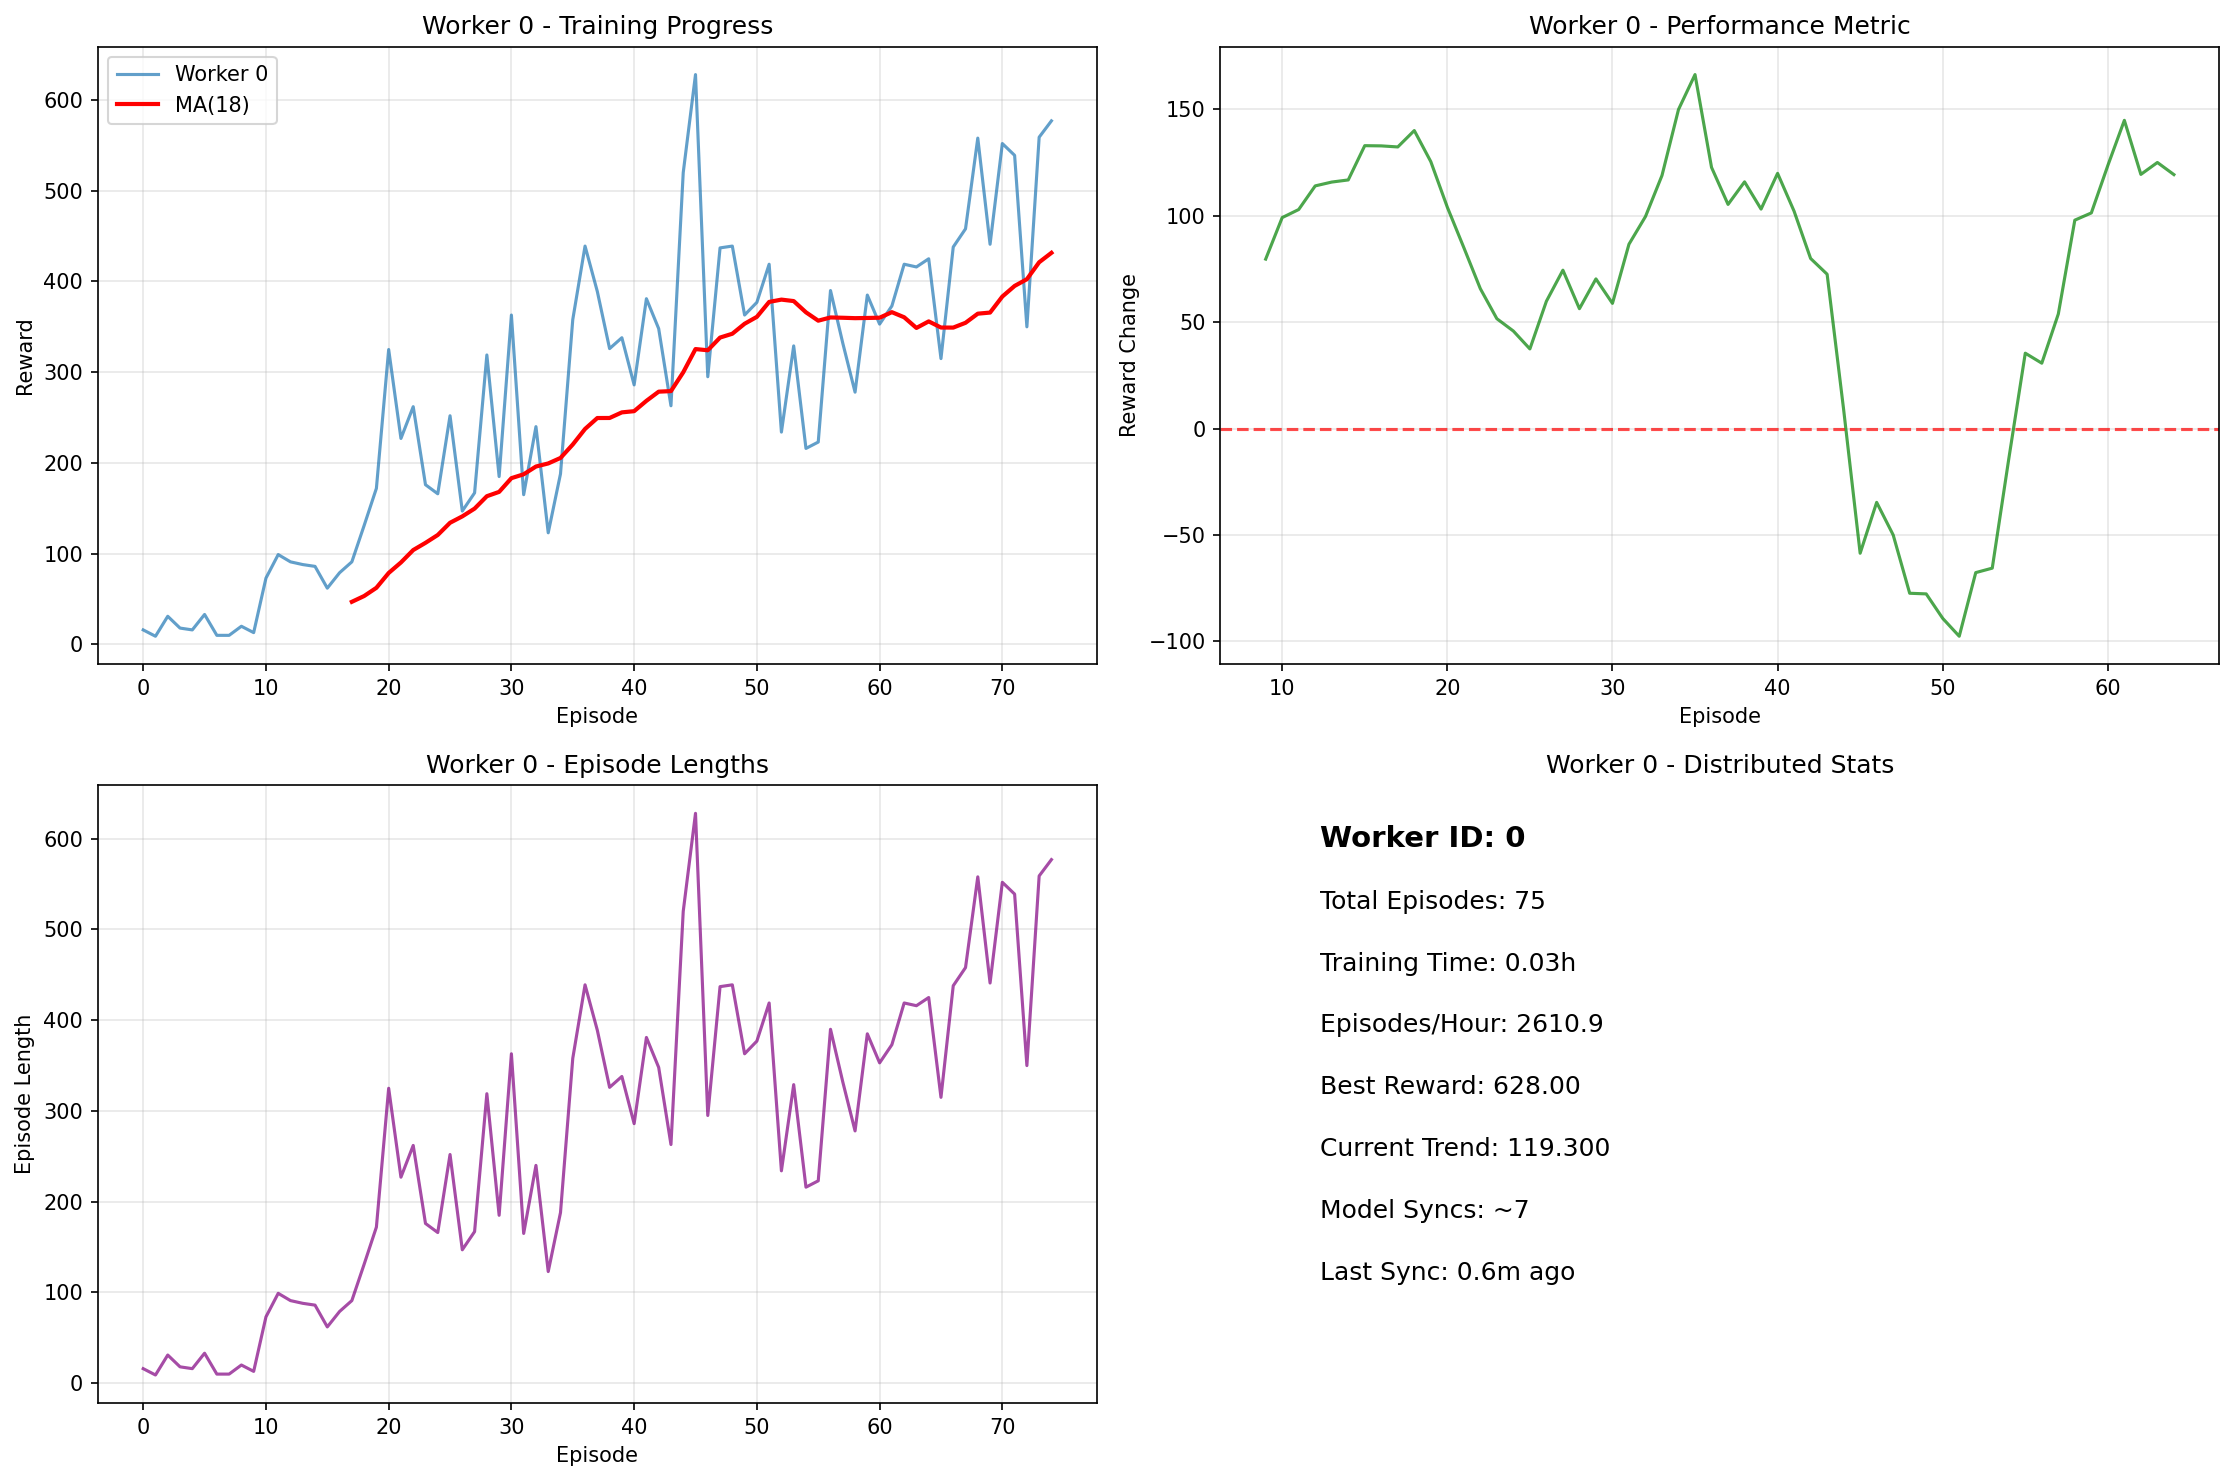 Worker 0 - Training Progress
Worker 0
MA(18)
Reward
600
500
400
300
200
100
0
0 10 20 30 40 50 60 70
Episode
Worker 0 - Performance Metric
Reward Change
150
100
50
0
−50
−100
10 20 30 40 50 60
Episode
Worker 0 - Episode Lengths
Episode Length
600
500
400
300
200
100
0
0 10 20 30 40 50 60 70
Episode
Worker 0 - Distributed Stats
Worker ID: 0
Total Episodes: 75
Training Time: 0.03h
Episodes/Hour: 2610.9
Best Reward: 628.00
Current Trend: 119.300
Model Syncs: ~7
Last Sync: 0.6m ago